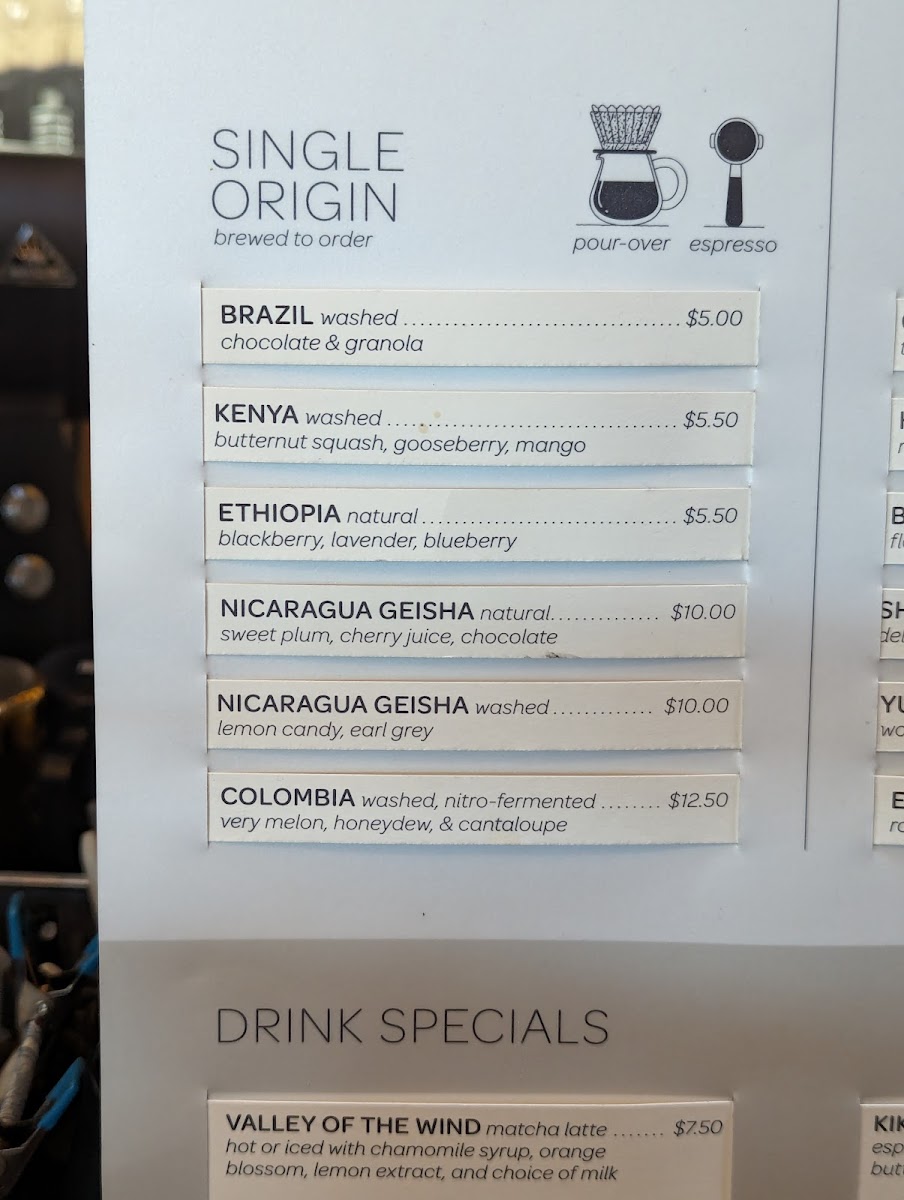 SINGLE
ORIGIN
brewed to order
pour-over espresso
BRAZIL washed ........................................ $5.00
chocolate & granola
KENYA washed .......................................... $5.50
butternut squash, gooseberry, mango
ETHIOPIA natural ..................................... $5.50
blackberry, lavender, blueberry
NICARAGUA GEISHA natural ............... $10.00
sweet plum, cherry juice, chocolate
NICARAGUA GEISHA washed ............. $10.00
lemon candy, earl grey
COLOMBIA washed, nitro-fermented ........ $12.50
very melon, honeydew, & cantaloupe
DRINK SPECIALS
VALLEY OF THE WIND matcha latte ....... $7.50
hot or iced with chamomile syrup, orange
blossom, lemon extract, and choice of milk